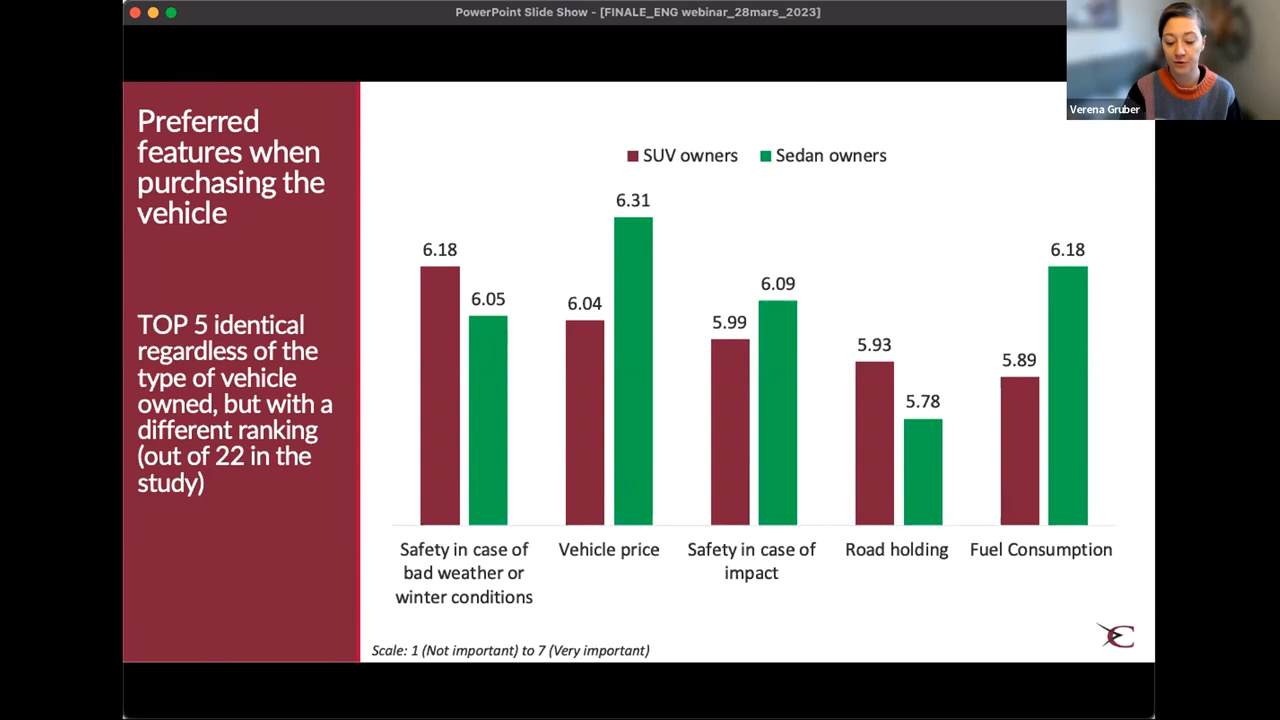 PowerPoint Slide Show - [FINALE_ENG webinar_28mars_2023]
Verena Gruber
Preferred
features when
purchasing the
vehicle
TOP 5 identical
regardless of the
type of vehicle
owned, but with a
different ranking
(out of 22 in the
study)
SUV owners
Sedan owners
6.18
6.05
6.04
6.31
5.99
6.09
5.93
5.78
5.89
6.18
Safety in case of
bad weather or
winter conditions
Vehicle price
Safety in case of
impact
Road holding
Fuel Consumption
Scale: 1 (Not important) to 7 (Very important)